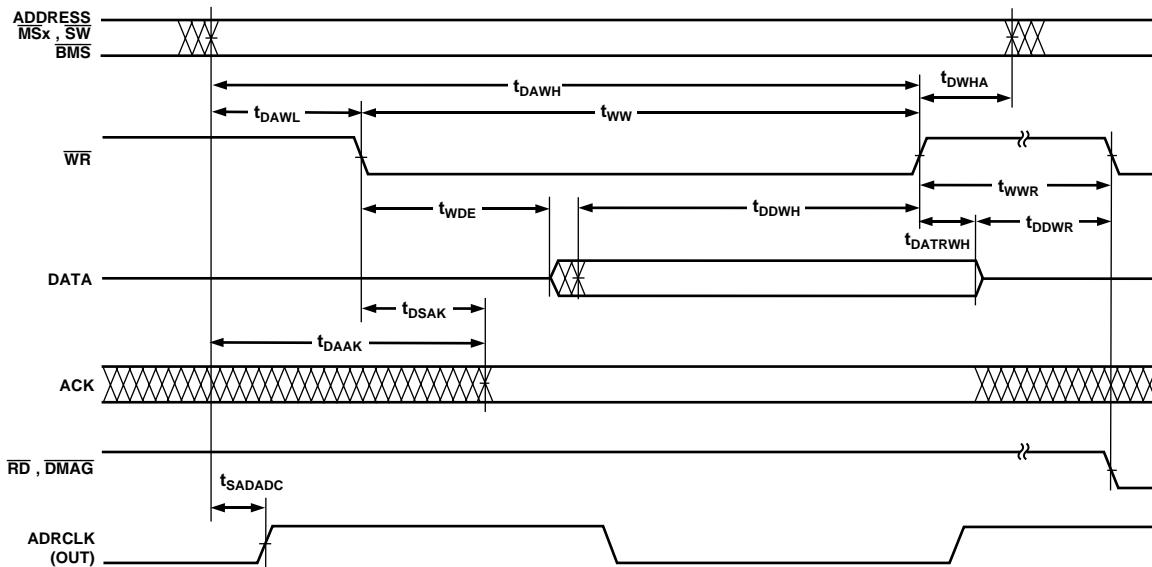 ADDRESS
MSx , SW
BMS
tDAWH
tDWHA
tDAWL
tWW
WR
tWWR
tWDE
tDDWH
tDDWR
tDATRWH
DATA
tDSAK
tDAAK
ACK
RD , DMAG
tSADADC
ADRCLK
(OUT)